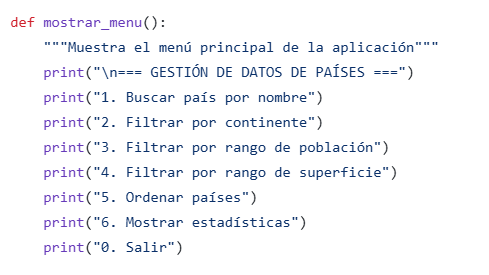 def mostrar_menu():
    """Muestra el menú principal de la aplicación"""
    print("\n=== GESTIÓN DE DATOS DE PAÍSES ===")
    print("1. Buscar país por nombre")
    print("2. Filtrar por continente")
    print("3. Filtrar por rango de población")
    print("4. Filtrar por rango de superficie")
    print("5. Ordenar países")
    print("6. Mostrar estadísticas")
    print("0. Salir")